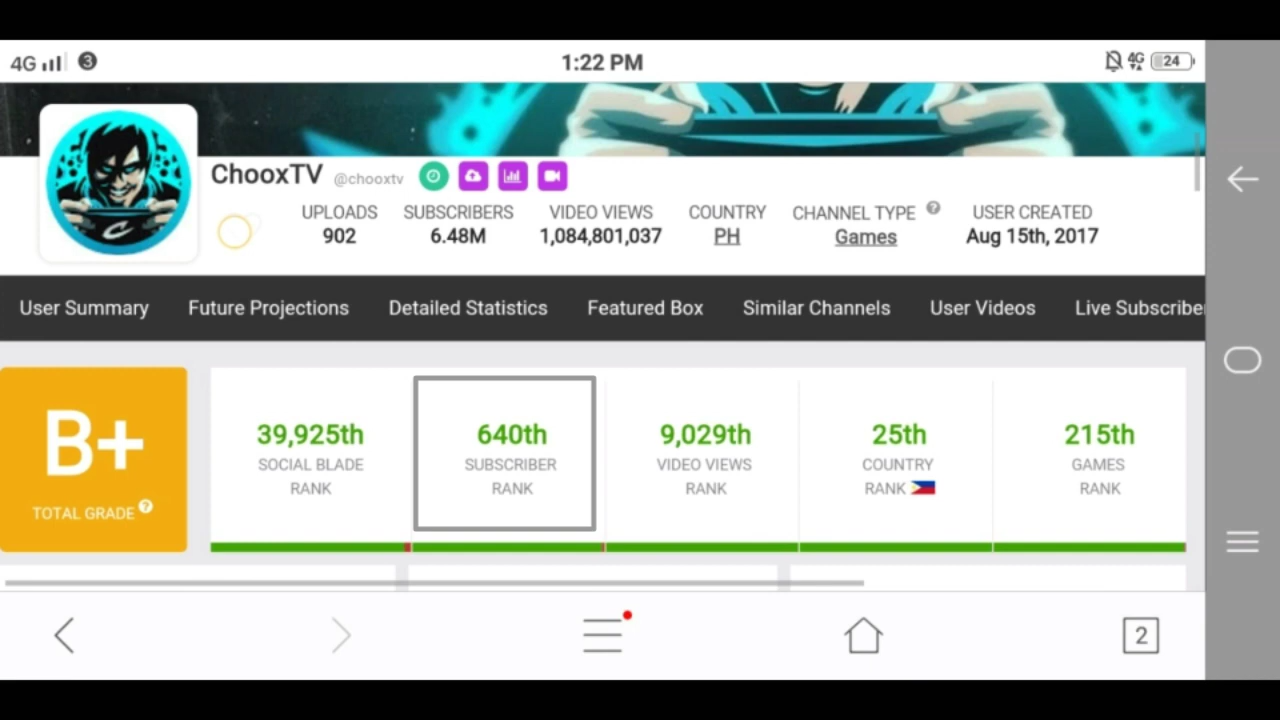 4G 3 1:22 PM 4G 24
ChooxTV @chooxtv
UPLOADS SUBSCRIBERS VIDEO VIEWS COUNTRY CHANNEL TYPE ? USER CREATED
902 6.48M 1,084,801,037 PH Games Aug 15th, 2017
User Summary Future Projections Detailed Statistics Featured Box Similar Channels User Videos Live Subscriber
B+
TOTAL GRADE ?
39,925th 640th 9,029th 25th 215th
SOCIAL BLADE SUBSCRIBER VIDEO VIEWS COUNTRY GAMES
RANK RANK RANK RANK RANK
2